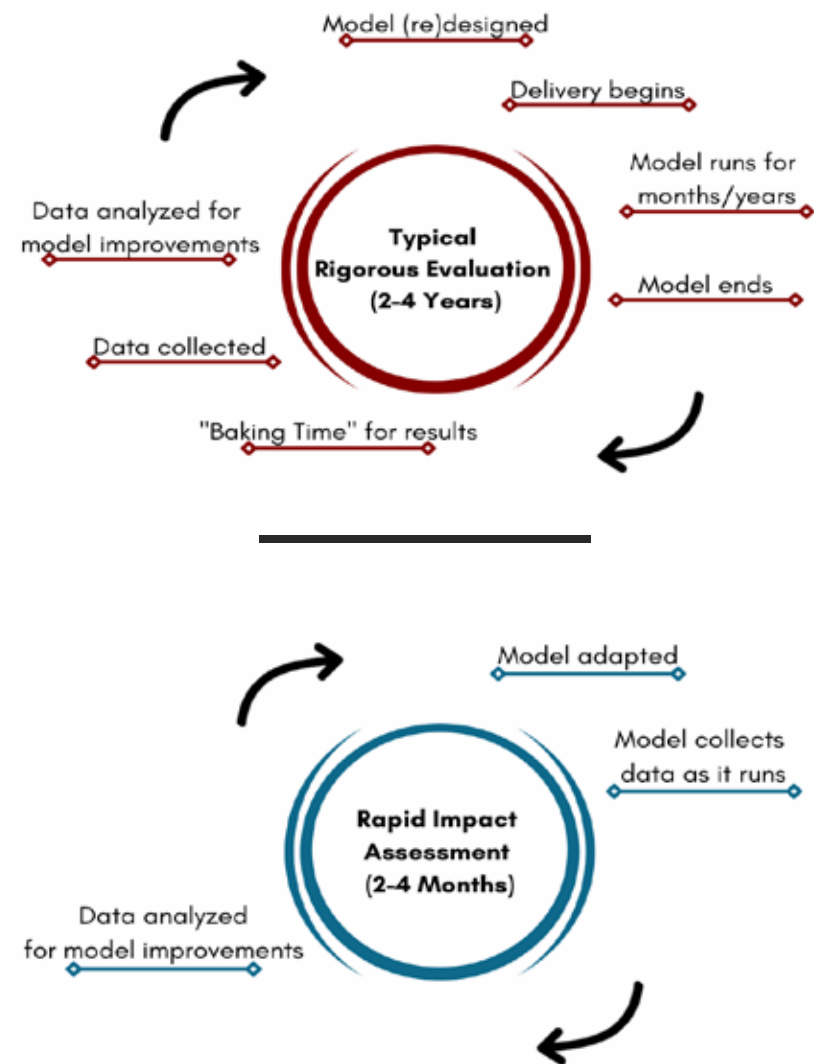 Model (re)designed
Delivery begins
Model runs for
months/years
Model ends
"Baking Time" for results
Data collected
Data analyzed for
model improvements
Typical
Rigorous Evaluation
(2-4 Years)
Model adapted
Model collects
data as it runs
Data analyzed
for model improvements
Rapid Impact
Assessment
(2-4 Months)